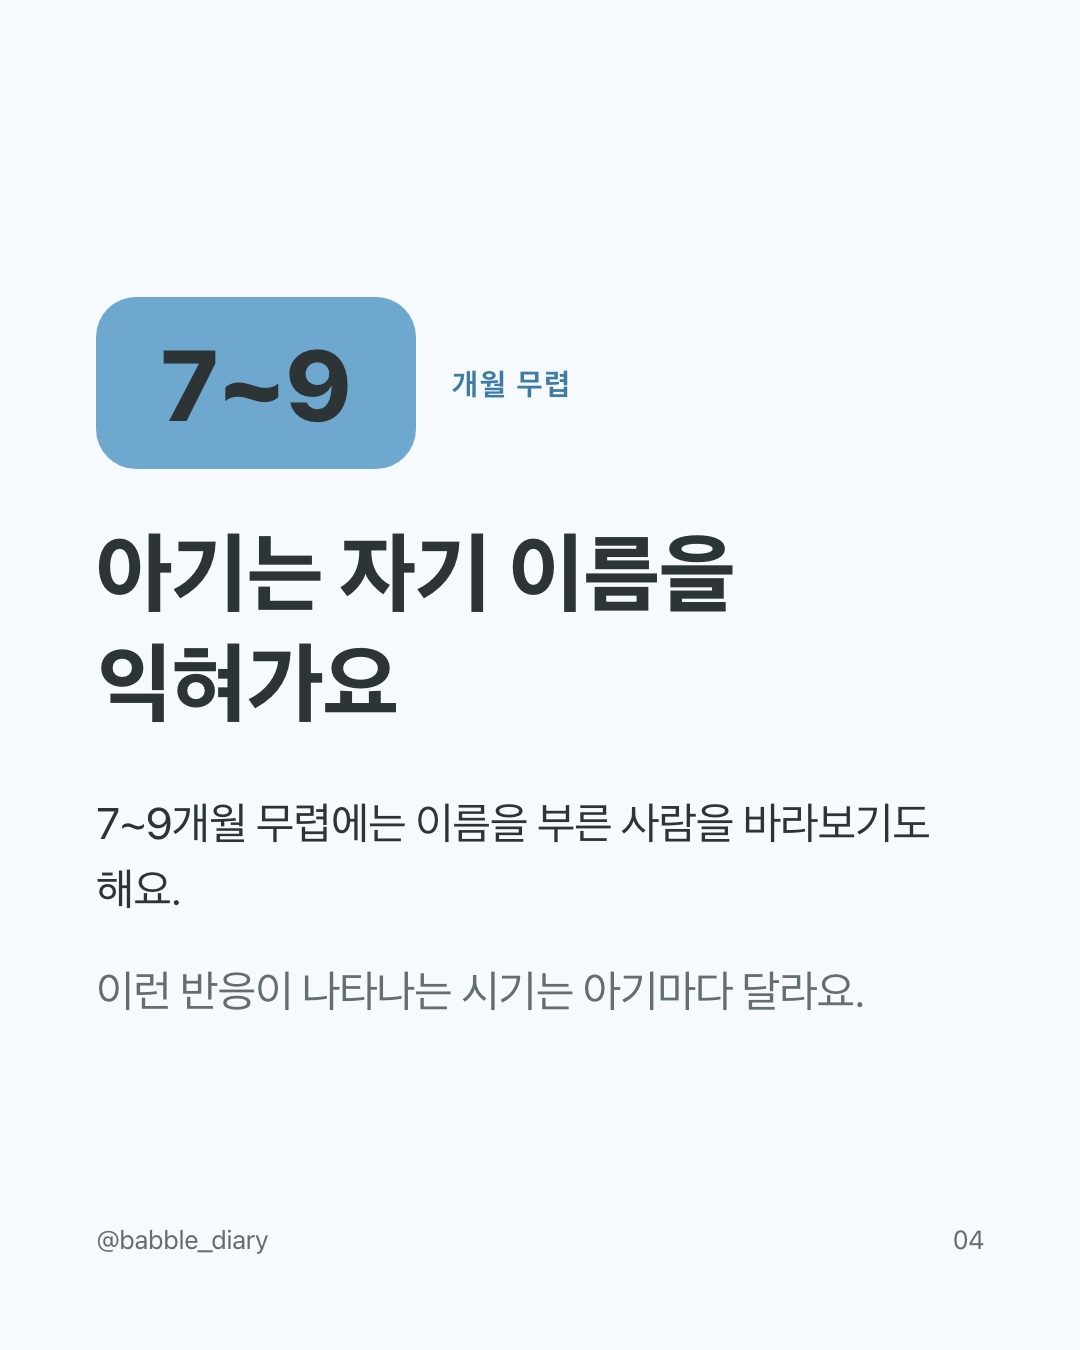 7~9
개월 무렵
아기는 자기 이름을
익혀가요
7~9개월 무렵에는 이름을 부른 사람을 바라보기도
해요.
이런 반응이 나타나는 시기는 아기마다 달라요.
@babble_diary
04